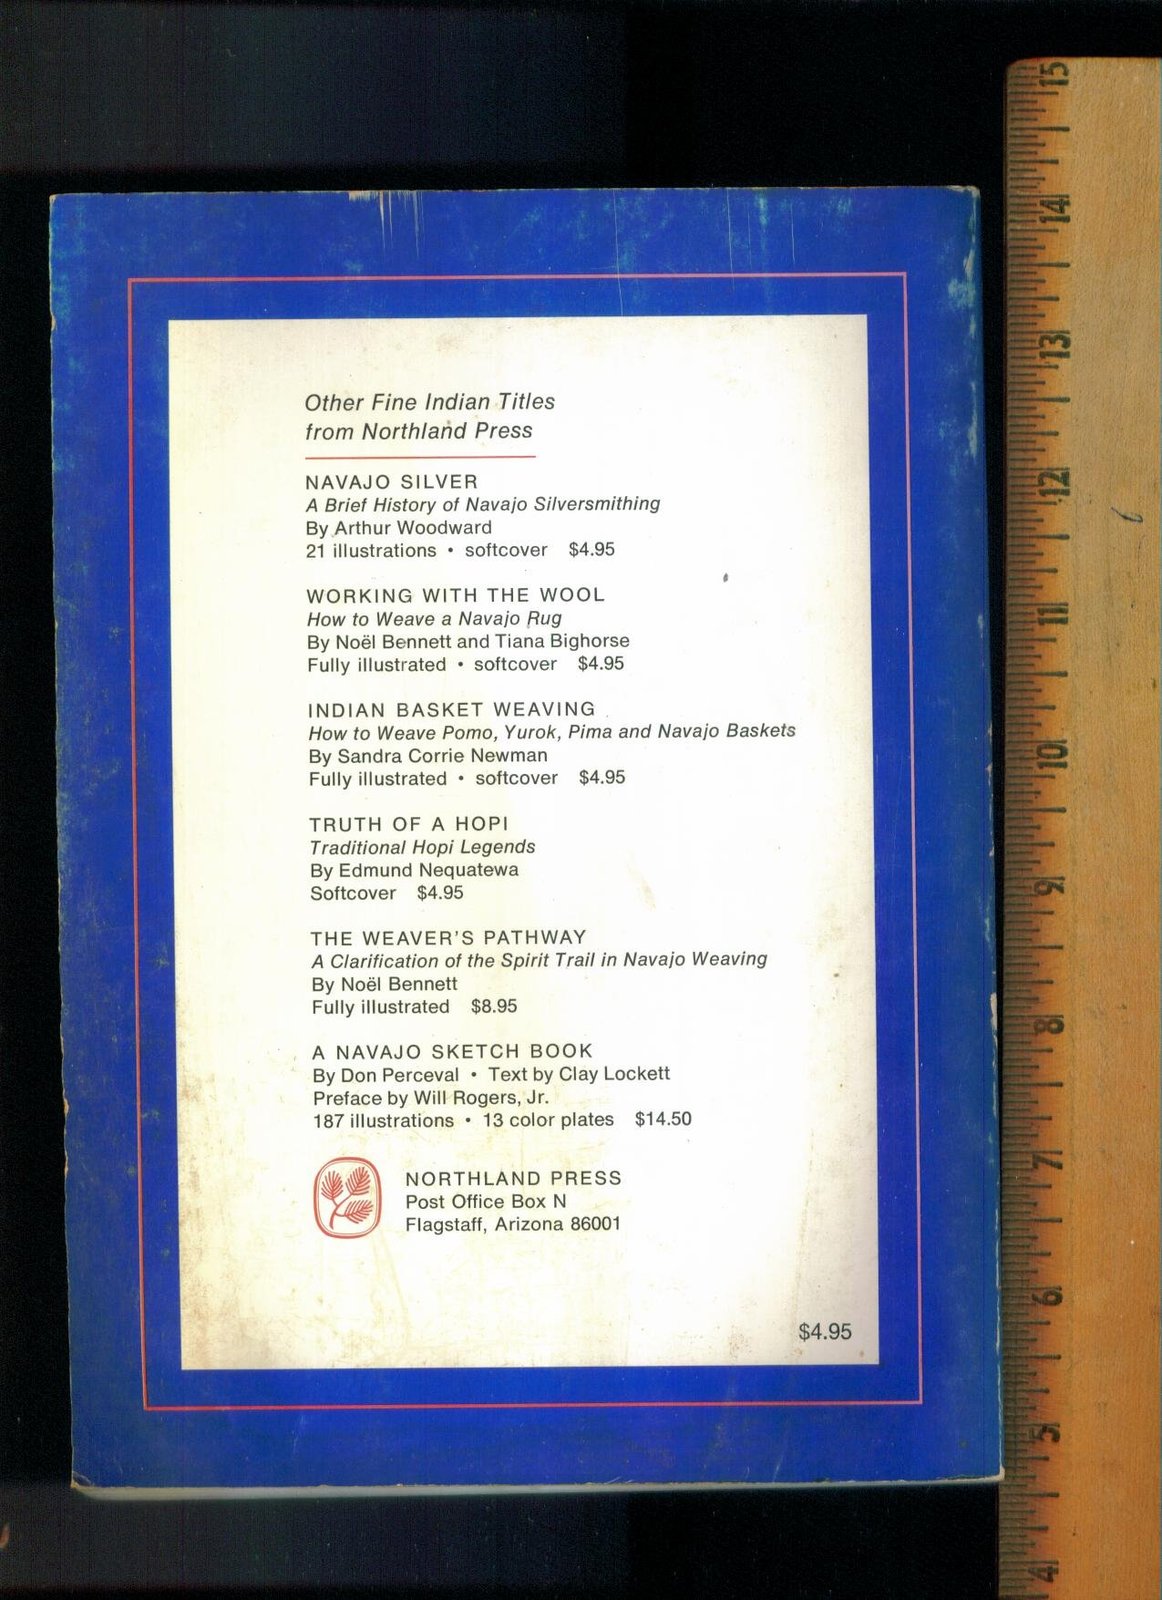 Other Fine Indian Titles
from Northland Press
NAVAJO SILVER
A Brief History of Navajo Silversmithing
By Arthur Woodward
21 illustrations • softcover $4.95
WORKING WITH THE WOOL
How to Weave a Navajo Rug
By Noël Bennett and Tiana Bighorse
Fully illustrated • softcover $4.95
INDIAN BASKET WEAVING
How to Weave Pomo, Yurok, Pima and Navajo Baskets
By Sandra Corrie Newman
Fully illustrated • softcover $4.95
TRUTH OF A HOPI
Traditional Hopi Legends
By Edmund Nequatewa
Softcover $4.95
THE WEAVER'S PATHWAY
A Clarification of the Spirit Trail in Navajo Weaving
By Noël Bennett
Fully illustrated $8.95
A NAVAJO SKETCH BOOK
By Don Perceval • Text by Clay Lockett
Preface by Will Rogers, Jr.
187 illustrations • 13 color plates $14.50
NORTHLAND PRESS
Post Office Box N
Flagstaff, Arizona 86001
$4.95
15
14
13
12
11
10
9
8
7
6
5
4